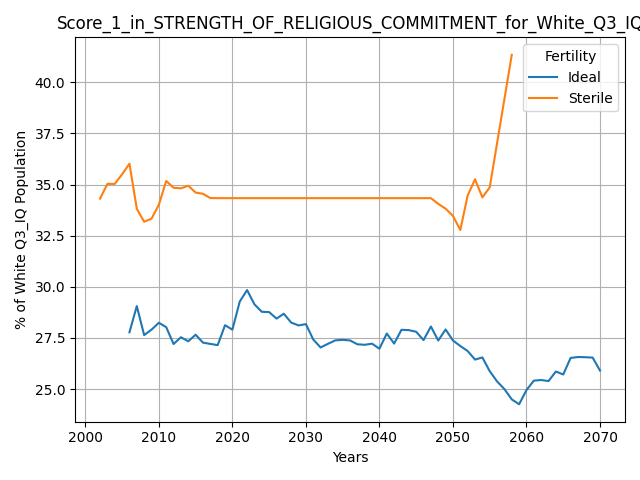 Score_1_in_STRENGTH_OF_RELIGIOUS_COMMITMENT_for_White_Q3_IQ
Fertility
Ideal
Sterile
% of White Q3_IQ Population
40.0
37.5
35.0
32.5
30.0
27.5
25.0
2000 2010 2020 2030 2040 2050 2060 2070
Years